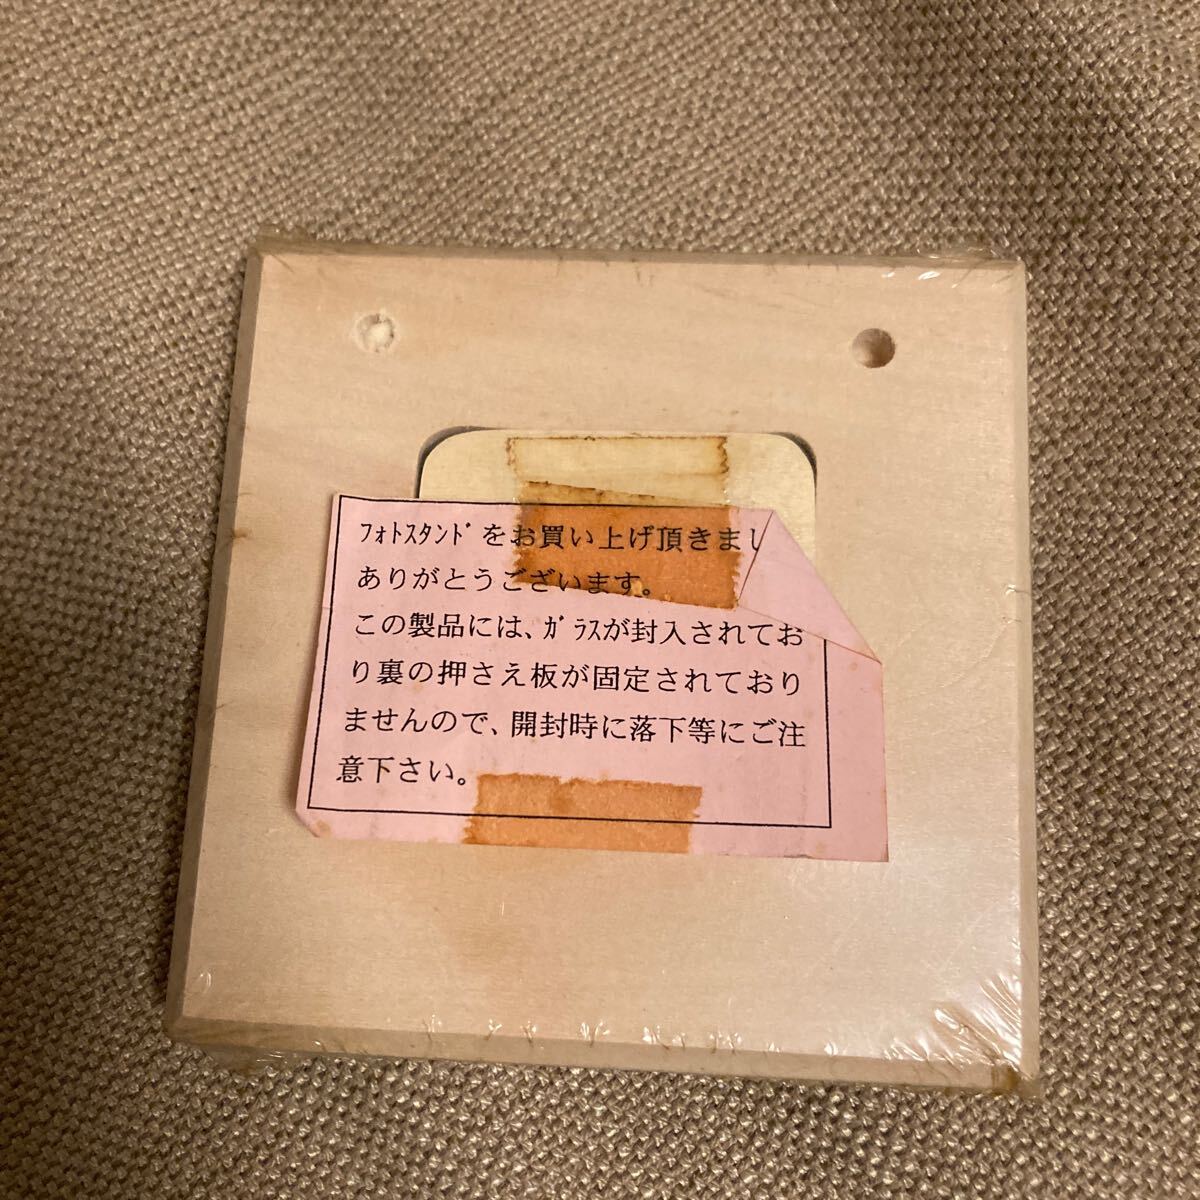 ﾌｫﾄｽﾀﾝﾄﾞをお買い上げ頂きまし
ありがとうございます。
この製品には、ｶﾞﾗｽが封入されてお
り裏の押さえ板が固定されており
ませんので、開封時に落下等にご注
意下さい。